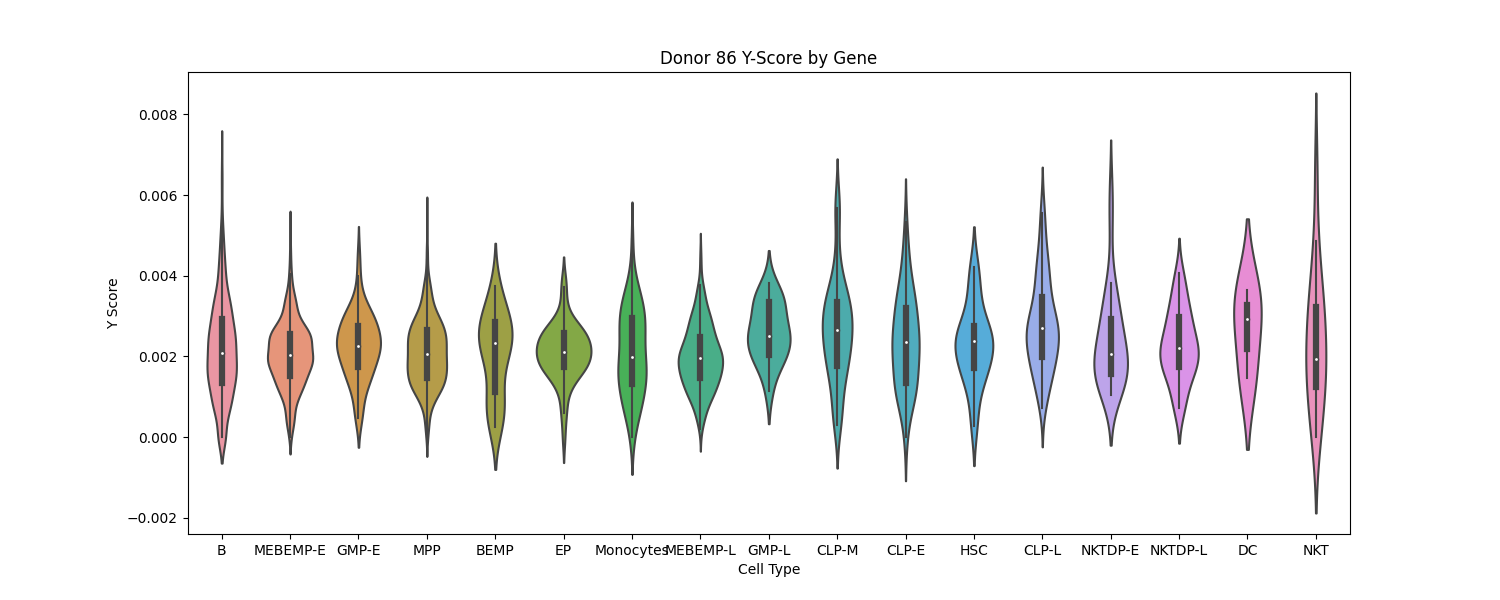 Donor 86 Y-Score by Gene
0.008
0.006
0.004
0.002
0.000
−0.002
Y Score
B MEBEMP-E GMP-E MPP BEMP EP Monocytes MEBEMP-L GMP-L CLP-M CLP-E HSC CLP-L NKTDP-E NKTDP-L DC NKT
Cell Type